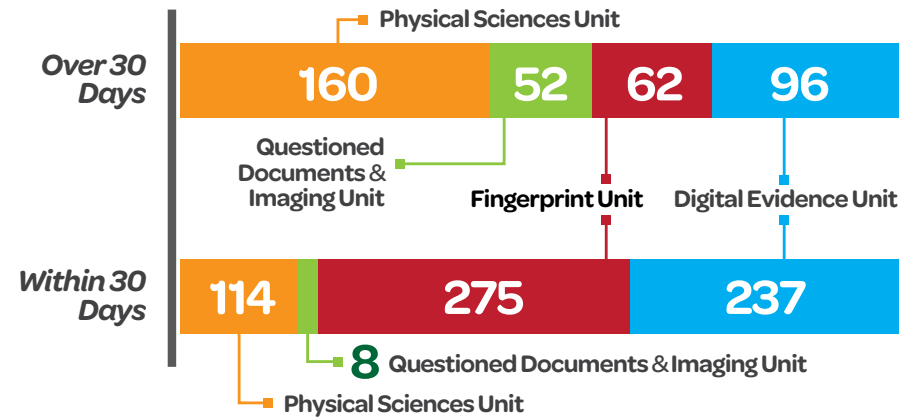 Physical Sciences Unit
Over 30
Days
160 52 62 96
Questioned
Documents &
Imaging Unit
Fingerprint Unit Digital Evidence Unit
Within 30
Days
114 275 237
8 Questioned Documents & Imaging Unit
Physical Sciences Unit